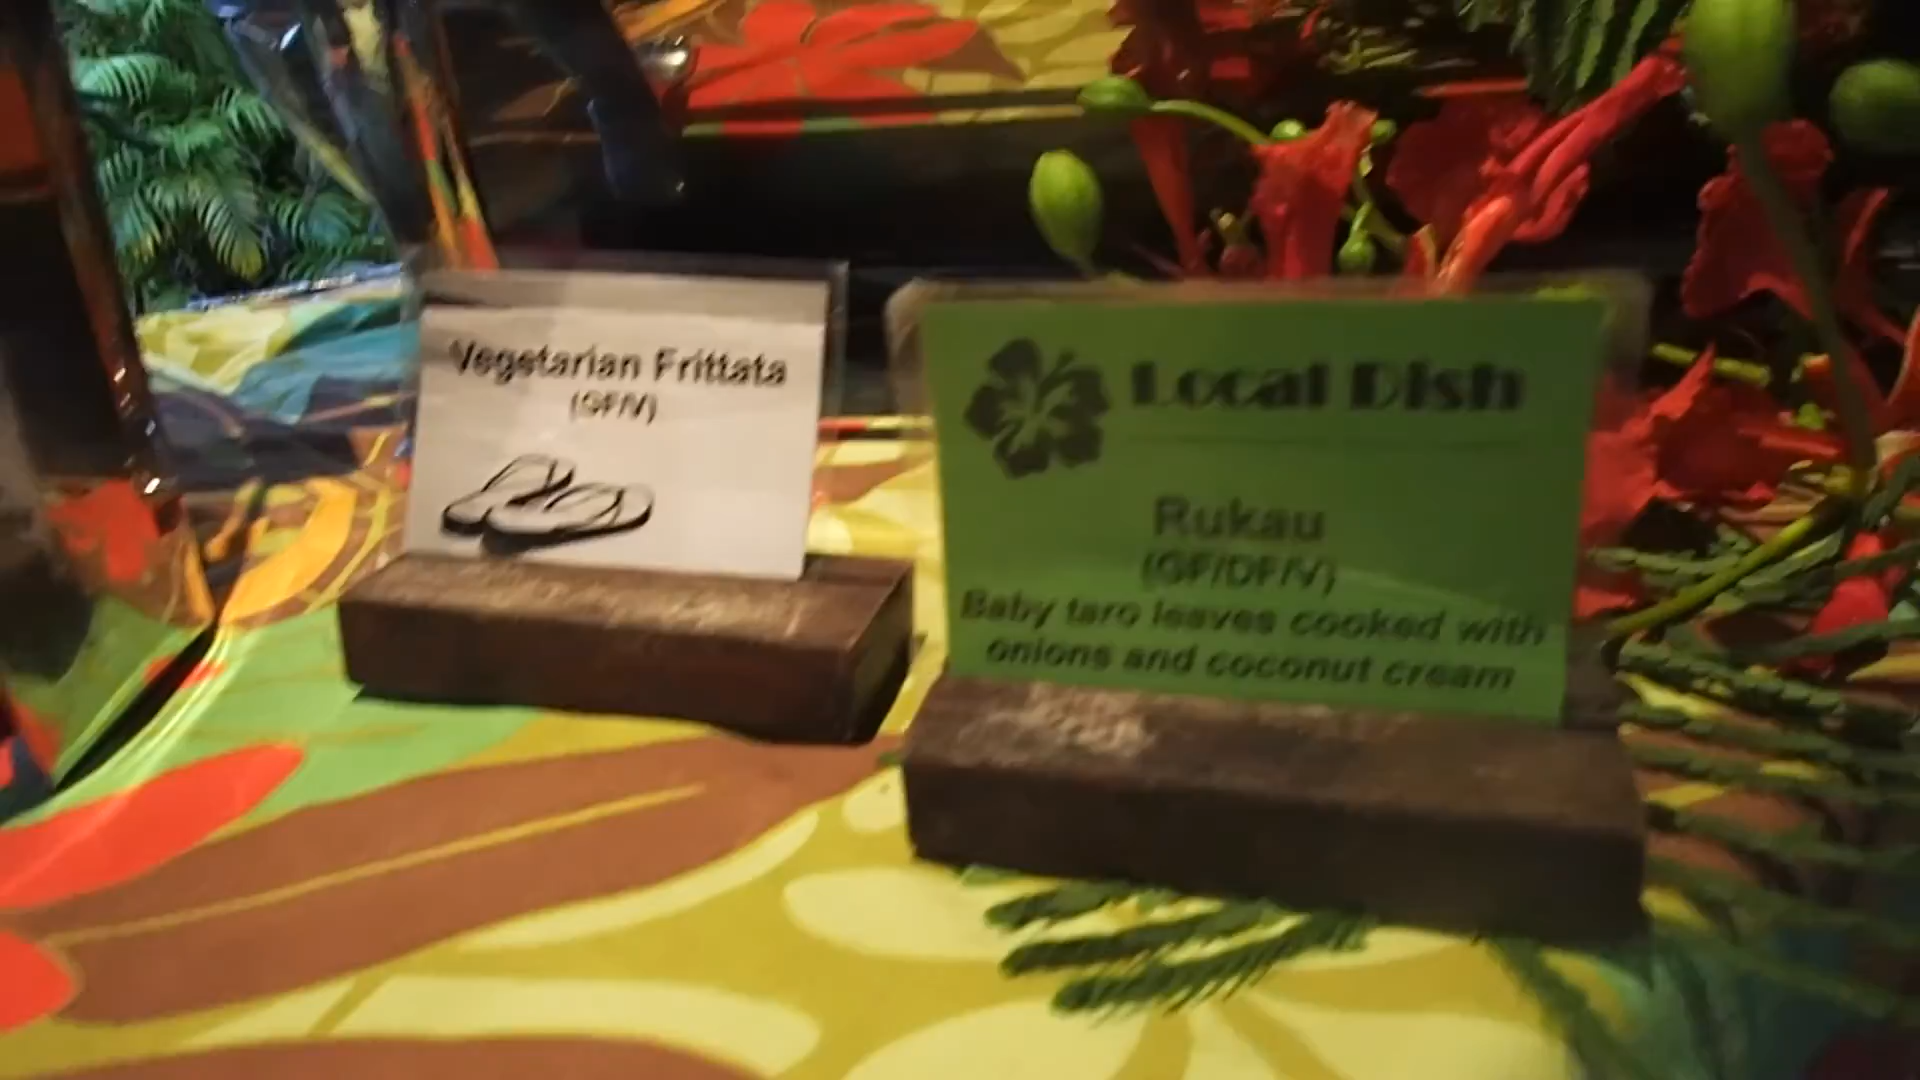 Vegetarian Frittata
(GF/V)
Local Dish
Rukau
(GF/DF/V)
Baby taro leaves cooked with
onions and coconut cream